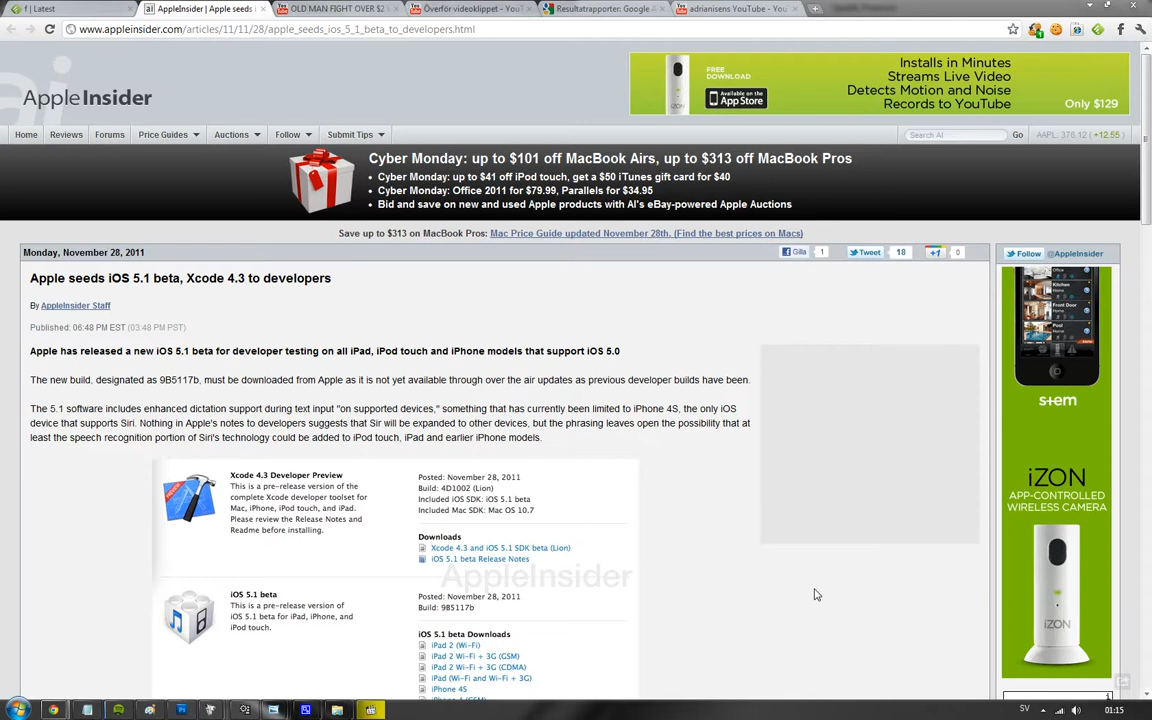 f | Latest
AppleInsider | Apple seeds i
OLD MAN FIGHT OVER $2 W
Överför videoklippet - YouT
Resultatrapporter: Google A
adrianisens YouTube - You
www.appleinsider.com/articles/11/11/28/apple_seeds_ios_5_1_beta_to_developers.html
AppleInsider
FREE
DOWNLOAD
Available on the
App Store
Installs in Minutes
Streams Live Video
Detects Motion and Noise
Records to YouTube
Only $129
Home
Reviews
Forums
Price Guides
Auctions
Follow
Submit Tips
Search AI
Go
AAPL: 376.12 (+12.55
Cyber Monday: up to $101 off MacBook Airs, up to $313 off MacBook Pros
• Cyber Monday: up to $41 off iPod touch, get a $50 iTunes gift card for $40
• Cyber Monday: Office 2011 for $79.99, Parallels for $34.95
• Bid and save on new and used Apple products with AI's eBay-powered Apple Auctions
Save up to $313 on MacBook Pros: Mac Price Guide updated November 28th. (Find the best prices on Macs)
Monday, November 28, 2011
Gilla 1
Tweet 18
+1 0
Follow @AppleInsider
Apple seeds iOS 5.1 beta, Xcode 4.3 to developers
By AppleInsider Staff
Published: 06:48 PM EST (03:48 PM PST)
Apple has released a new iOS 5.1 beta for developer testing on all iPad, iPod touch and iPhone models that support iOS 5.0
The new build, designated as 9B5117b, must be downloaded from Apple as it is not yet available through over the air updates as previous developer builds have been.
The 5.1 software includes enhanced dictation support during text input "on supported devices," something that has currently been limited to iPhone 4S, the only iOS
device that supports Siri. Nothing in Apple's notes to developers suggests that Sir will be expanded to other devices, but the phrasing leaves open the possibility that at
least the speech recognition portion of Siri's technology could be added to iPod touch, iPad and earlier iPhone models.
Xcode 4.3 Developer Preview
This is a pre-release version of the
complete Xcode developer toolset for
Mac, iPhone, iPod touch, and iPad.
Please review the Release Notes and
Readme before installing.
Posted: November 28, 2011
Build: 4D1002 (Lion)
Included iOS SDK: iOS 5.1 beta
Included Mac SDK: Mac OS 10.7
Downloads
Xcode 4.3 and iOS 5.1 SDK beta (Lion)
iOS 5.1 beta Release Notes
AppleInsider
iOS 5.1 beta
This is a pre-release version of
iOS 5.1 beta for iPad, iPhone, and
iPod touch.
Posted: November 28, 2011
Build: 9B5117b
iOS 5.1 beta Downloads
iPad 2 (Wi-Fi)
iPad 2 Wi-Fi + 3G (GSM)
iPad 2 Wi-Fi + 3G (CDMA)
iPad (Wi-Fi and Wi-Fi + 3G)
iPhone 4S
Office
Kitchen
Front Door
Pool
stem
iZON
APP-CONTROLLED
WIRELESS CAMERA
iZON
SV
01:15